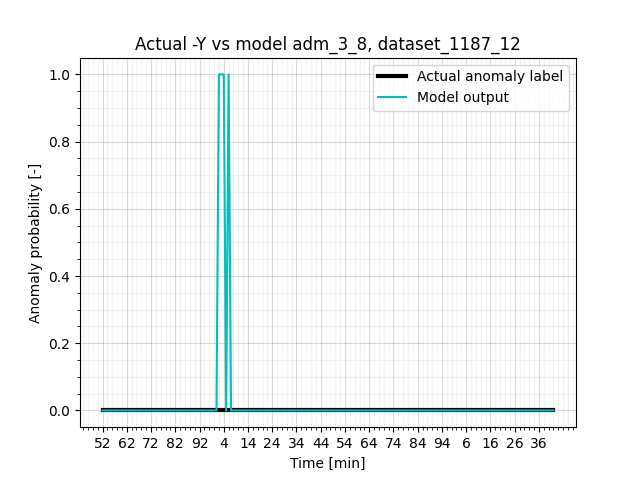 Actual -Y vs model adm_3_8, dataset_1187_12
Actual anomaly label
Model output
Anomaly probability [-]
1.0
0.8
0.6
0.4
0.2
0.0
52 62 72 82 92 4 14 24 34 44 54 64 74 84 94 6 16 26 36
Time [min]